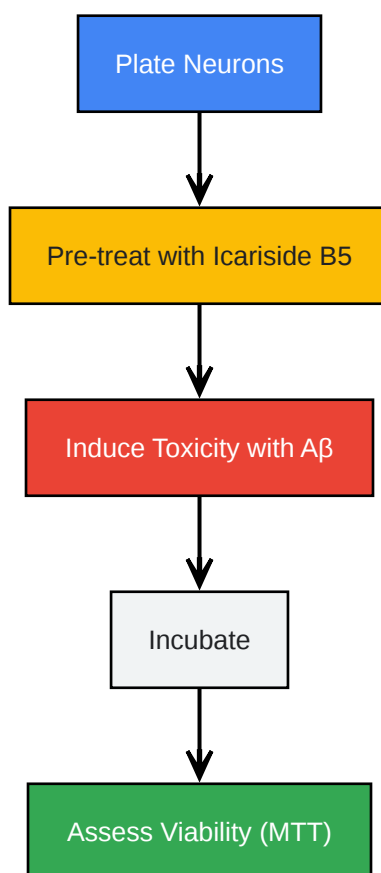 Plate Neurons
Pre-treat with Icariside B5
Induce Toxicity with Aβ
Incubate
Assess Viability (MTT)